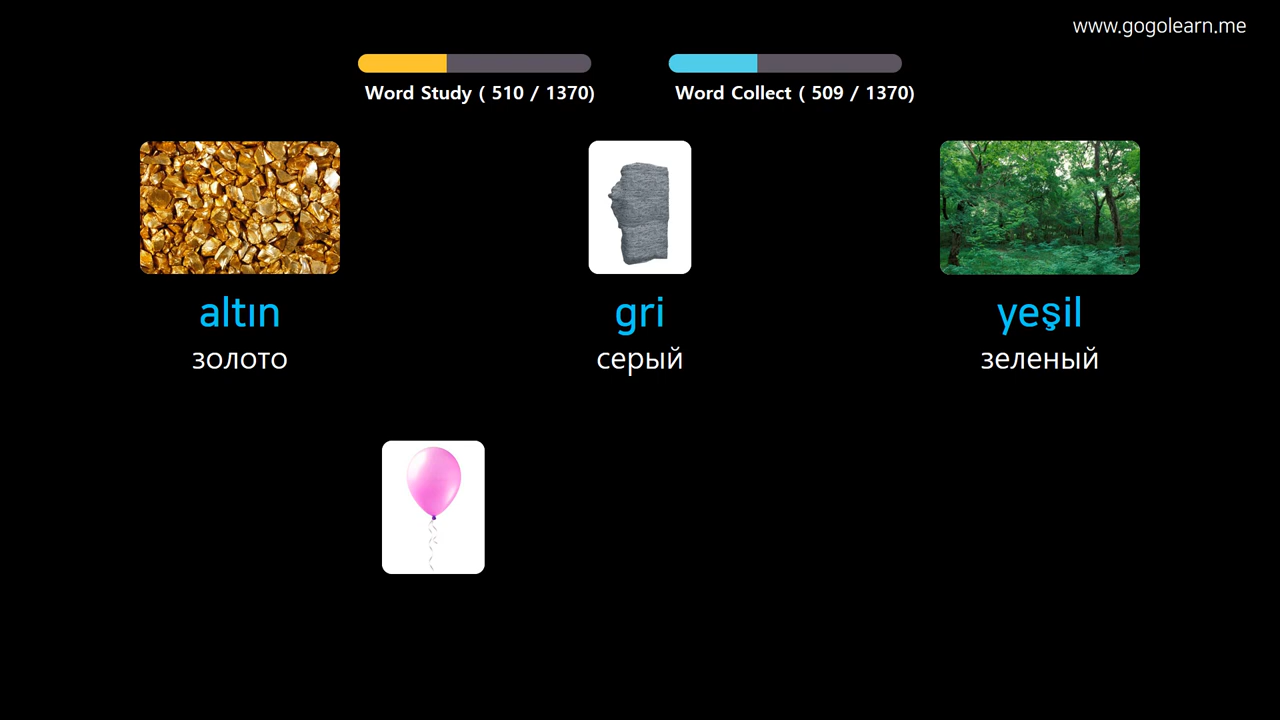 www.gogolearn.me
Word Study ( 510 / 1370)
Word Collect ( 509 / 1370)
altın
gri
yeşil
золото
серый
зеленый